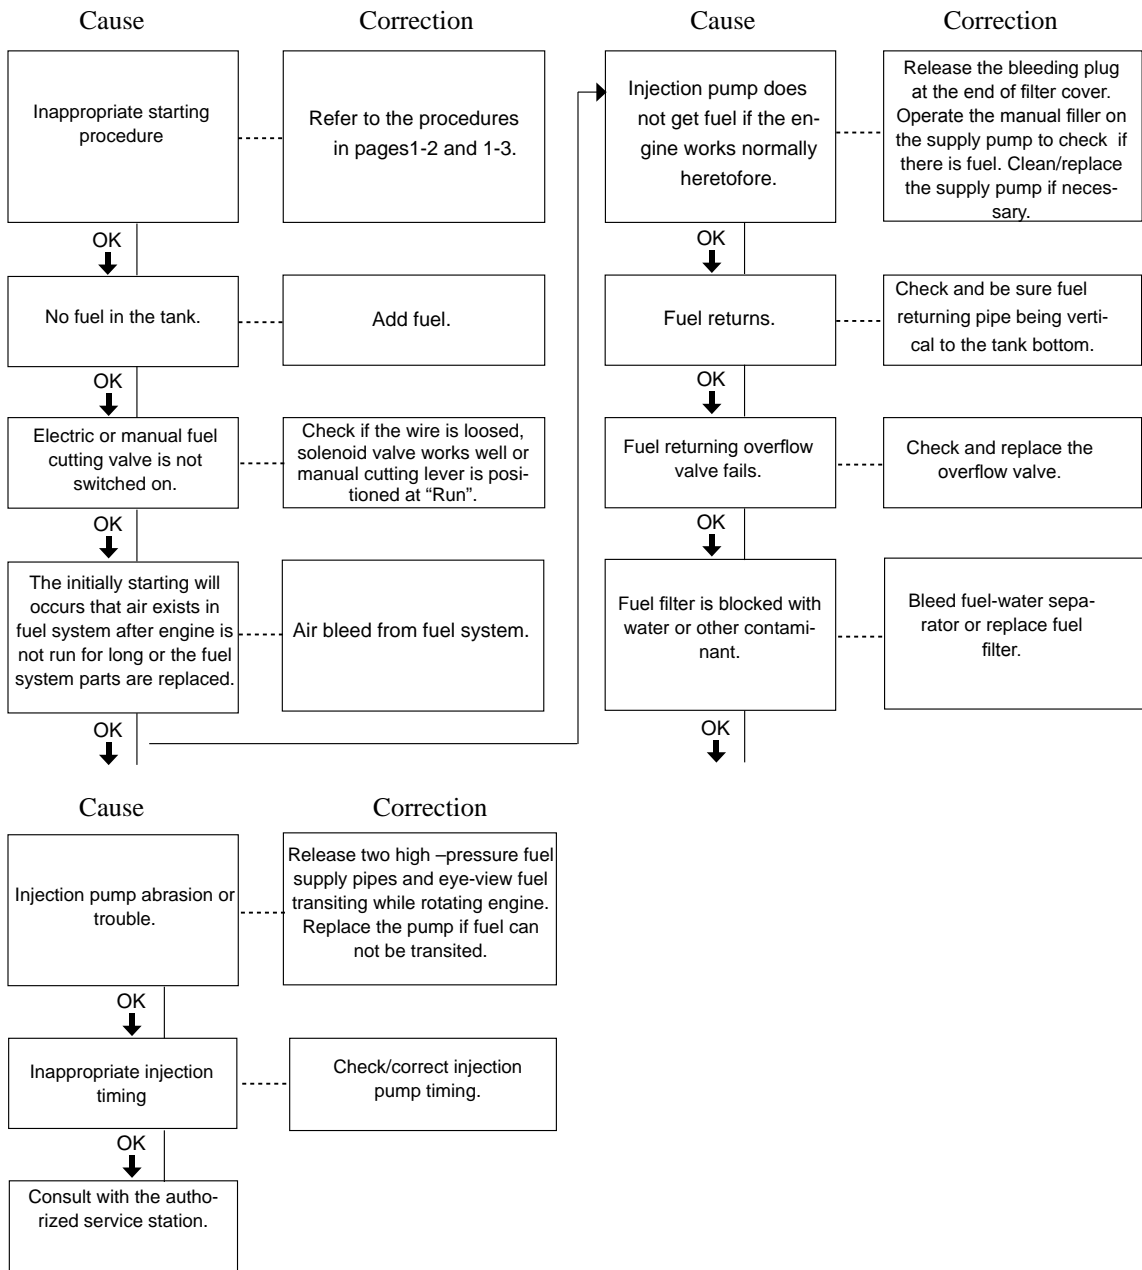 Cause
Correction
Inappropriate starting
procedure
Refer to the procedures
in pages1-2 and 1-3.
OK
No fuel in the tank.
Add fuel.
OK
Electric or manual fuel
cutting valve is not
switched on.
Check if the wire is loosed,
solenoid valve works well or
manual cutting lever is posi-
tioned at “Run”.
OK
The initially starting will
occurs that air exists in
fuel system after engine is
not run for long or the fuel
system parts are replaced.
Air bleed from fuel system.
OK
Cause
Correction
Injection pump does
not get fuel if the en-
gine works normally
heretofore.
Release the bleeding plug
at the end of filter cover.
Operate the manual filler on
the supply pump to check if
there is fuel. Clean/replace
the supply pump if neces-
sary.
OK
Fuel returns.
Check and be sure fuel
returning pipe being verti-
cal to the tank bottom.
OK
Fuel returning overflow
valve fails.
Check and replace the
overflow valve.
OK
Fuel filter is blocked with
water or other contami-
nant.
Bleed fuel-water sepa-
rator or replace fuel
filter.
OK
Cause
Correction
Injection pump abrasion or
trouble.
Release two high –pressure fuel
supply pipes and eye-view fuel
transiting while rotating engine.
Replace the pump if fuel can
not be transited.
OK
Inappropriate injection
timing
Check/correct injection
pump timing.
OK
Consult with the autho-
rized service station.